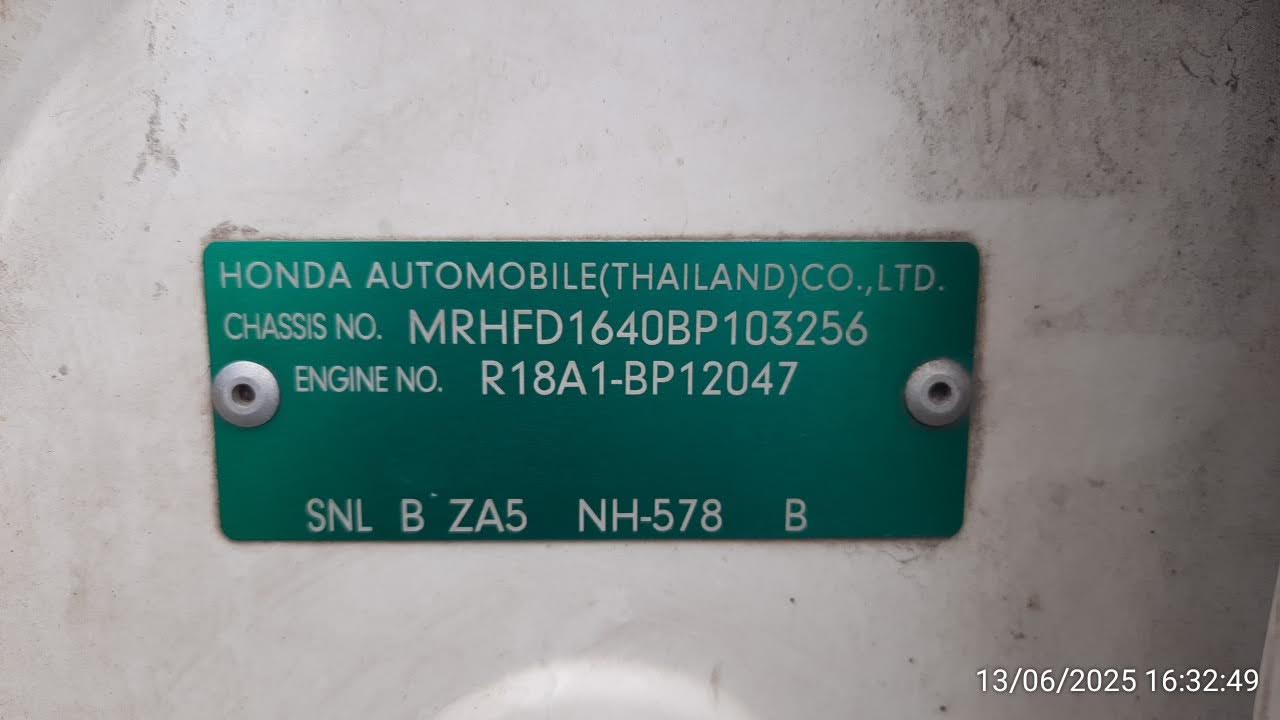 HONDA AUTOMOBILE(THAILAND)CO.,LTD.
CHASSIS NO. MRHFD1640BP103256
ENGINE NO. R18A1-BP12047
SNL B ZA5 NH-578 B
13/06/2025 16:32:49